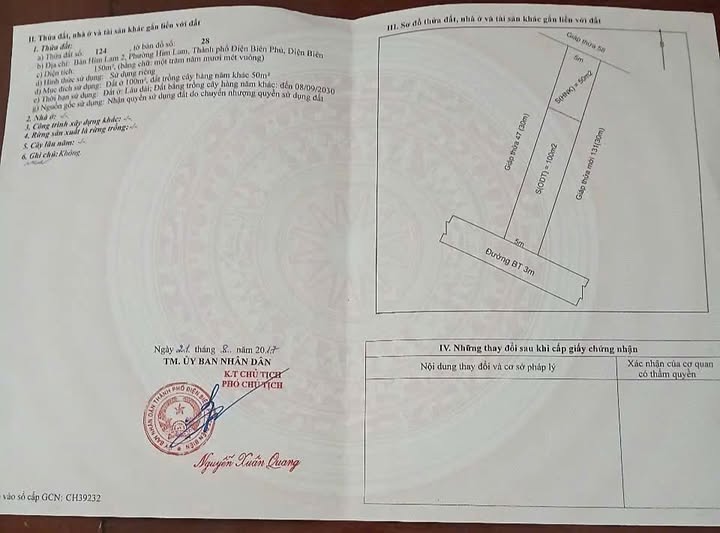 II. Thửa đất, nhà ở và tài sản khác gắn liền với đất
1. Thửa đất:
a) Thửa đất số: 124 , tờ bản đồ số: 28
b) Địa chỉ: Bản Him Lam 2, Phường Him Lam, Thành phố Điện Biên Phủ, Điện Biên
c) Diện tích: 150m², (bằng chữ: một trăm năm mươi mét vuông)
d) Hình thức sử dụng: Sử dụng riêng
đ) Mục đích sử dụng: Đất ở 100m², đất trồng cây hàng năm khác 50m²
e) Thời hạn sử dụng: Đất ở: Lâu dài; Đất bằng trồng cây hàng năm khác: đến 08/09/2030
g) Nguồn gốc sử dụng: Nhận quyền sử dụng đất do chuyển nhượng quyền sử dụng đất
2. Nhà ở: -/-
3. Công trình xây dựng khác: -/-
4. Rừng sản xuất là rừng trồng: -/-
5. Cây lâu năm: -/-
6. Ghi chú: Không
Ngày 21 tháng 8 năm 2017
TM. ỦY BAN NHÂN DÂN
K.T CHỦ TỊCH
PHÓ CHỦ TỊCH
Nguyễn Xuân Quang
vào sổ cấp GCN: CH39232
III. Sơ đồ thửa đất, nhà ở và tài sản khác gắn liền với đất
Giáp thửa 58
5m
S(HNK) = 50m2
Giáp thửa 47 (30m)
S(ODT) = 100m2
Giáp thửa mới 131(30m)
5m
Đường BT 3m
IV. Những thay đổi sau khi cấp giấy chứng nhận
Nội dung thay đổi và cơ sở pháp lý
Xác nhận của cơ quan
có thẩm quyền